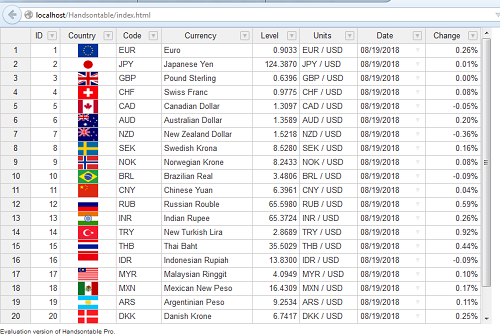 localhost/Handsontable/index.html
ID Country Code Currency Level Units Date Change
1 1 EUR Euro 0.9033 EUR / USD 08/19/2018 0.26%
2 2 JPY Japanese Yen 124.3870 JPY / USD 08/19/2018 0.01%
3 3 GBP Pound Sterling 0.6396 GBP / USD 08/19/2018 0.00%
4 4 CHF Swiss Franc 0.9775 CHF / USD 08/19/2018 0.08%
5 5 CAD Canadian Dollar 1.3097 CAD / USD 08/19/2018 -0.05%
6 6 AUD Australian Dollar 1.3589 AUD / USD 08/19/2018 0.20%
7 7 NZD New Zealand Dollar 1.5218 NZD / USD 08/19/2018 -0.36%
8 8 SEK Swedish Krona 8.5280 SEK / USD 08/19/2018 0.16%
9 9 NOK Norwegian Krone 8.2433 NOK / USD 08/19/2018 0.08%
10 10 BRL Brazilian Real 3.4806 BRL / USD 08/19/2018 -0.09%
11 11 CNY Chinese Yuan 6.3961 CNY / USD 08/19/2018 0.04%
12 12 RUB Russian Rouble 65.5980 RUB / USD 08/19/2018 0.59%
13 13 INR Indian Rupee 65.3724 INR / USD 08/19/2018 0.26%
14 14 TRY New Turkish Lira 2.8689 TRY / USD 08/19/2018 0.92%
15 15 THB Thai Baht 35.5029 THB / USD 08/19/2018 0.44%
16 16 IDR Indonesian Rupiah 13.8300 IDR / USD 08/19/2018 -0.09%
17 17 MYR Malaysian Ringgit 4.0949 MYR / USD 08/19/2018 0.10%
18 18 MXN Mexican New Peso 16.4309 MXN / USD 08/19/2018 0.17%
19 19 ARS Argentinian Peso 9.2534 ARS / USD 08/19/2018 0.11%
20 20 DKK Danish Krone 6.7417 DKK / USD 08/19/2018 0.25%
Evaluation version of Handsontable Pro.